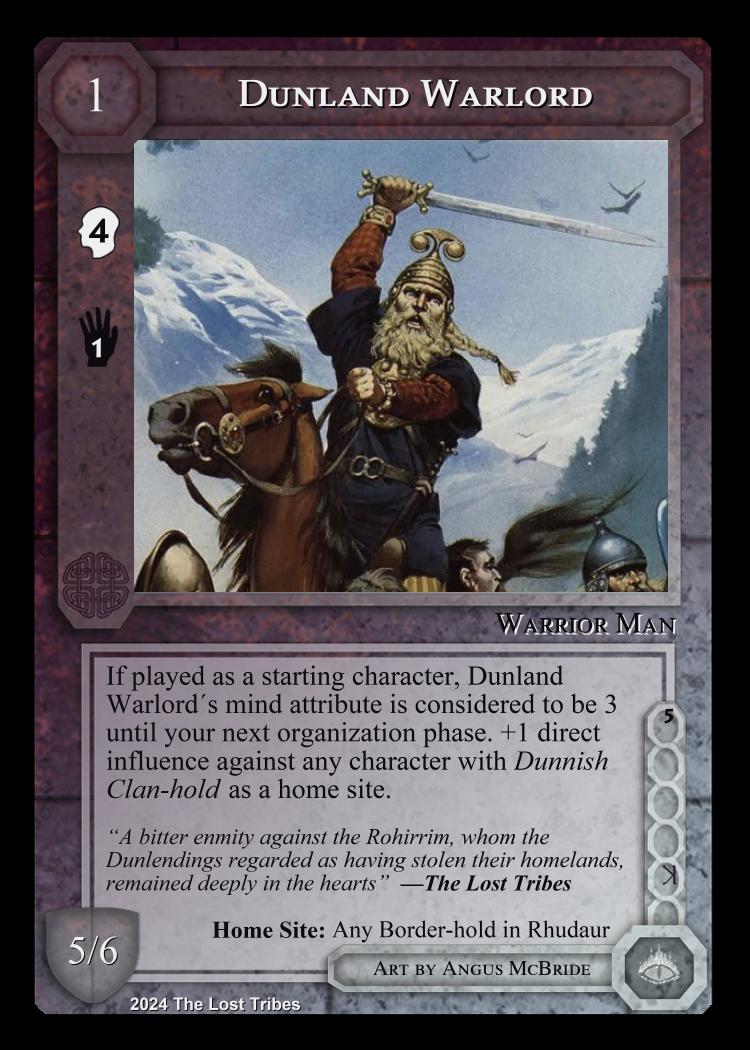 1
Dunland Warlord
4
1
Warrior Man
If played as a starting character, Dunland
Warlord´s mind attribute is considered to be 3
until your next organization phase. +1 direct
influence against any character with Dunnish
Clan-hold as a home site.
5
“A bitter enmity against the Rohirrim, whom the
Dunlendings regarded as having stolen their homelands,
remained deeply in the hearts” —The Lost Tribes
Home Site: Any Border-hold in Rhudaur
5/6
Art by Angus McBride
2024 The Lost Tribes